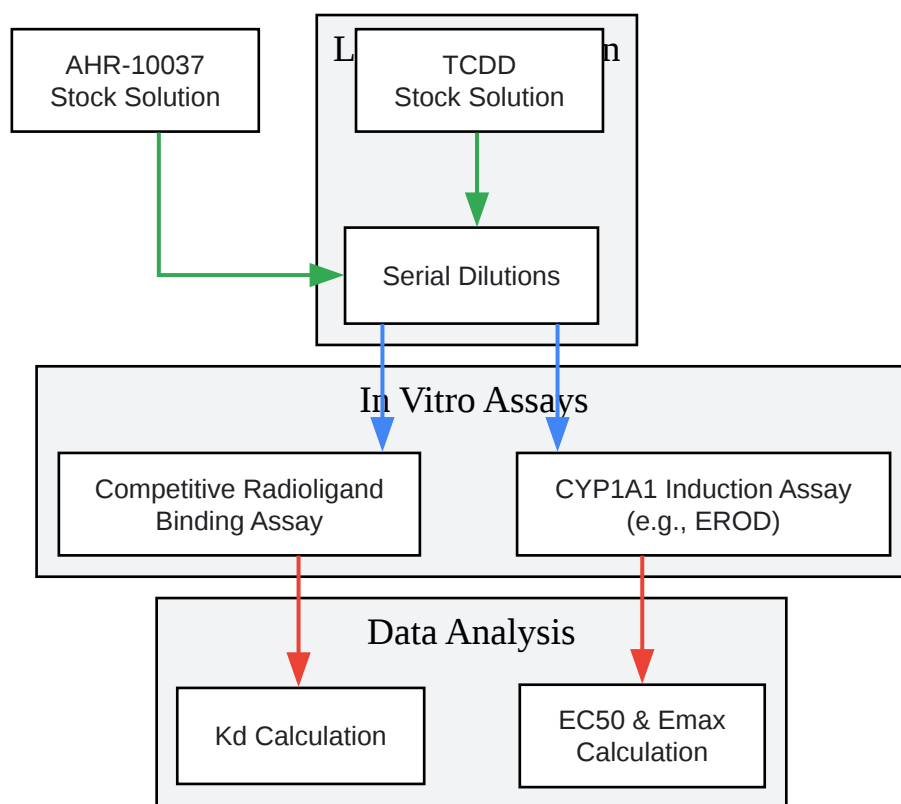 AHR-10037
Stock Solution
TCDD
Stock Solution
Serial Dilutions
In Vitro Assays
Competitive Radioligand
Binding Assay
CYP1A1 Induction Assay
(e.g., EROD)
Data Analysis
Kd Calculation
EC50 & Emax
Calculation